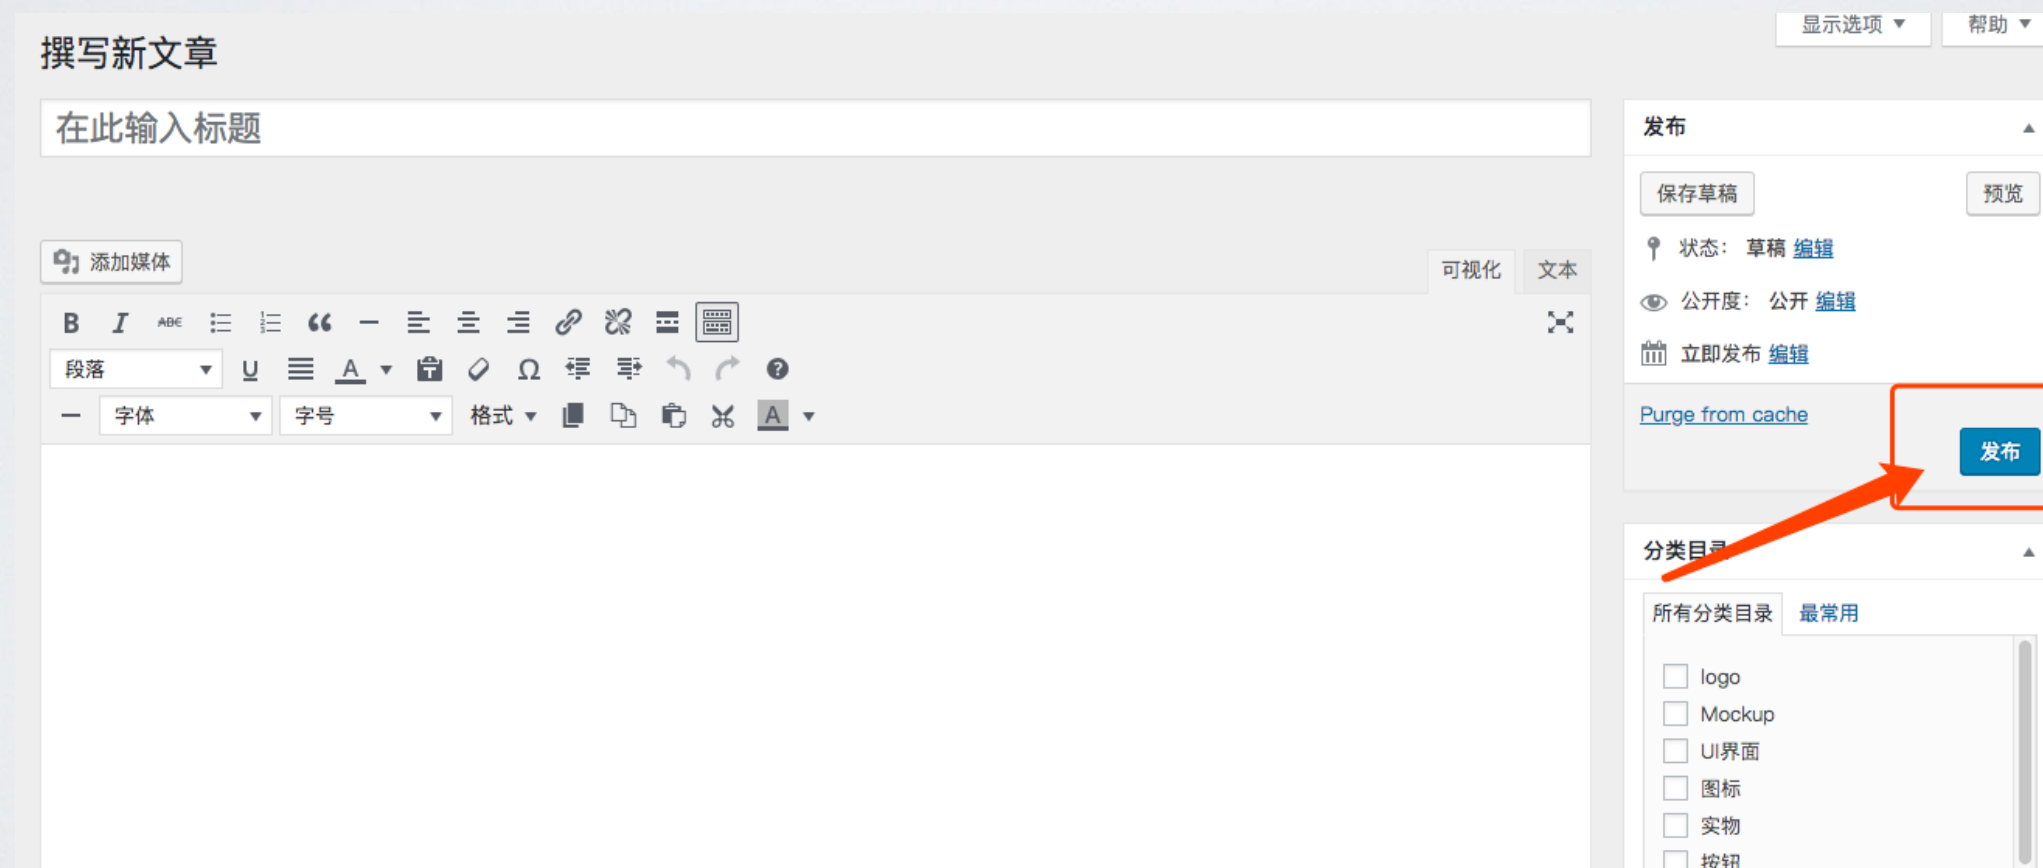 显示选项 帮助
撰写新文章
在此输入标题
添加媒体
可视化 文本
B I ABC
段落 U A Ω
字体 字号 格式 A
发布
保存草稿 预览
状态： 草稿 编辑
公开度： 公开 编辑
立即发布 编辑
Purge from cache
发布
分类目录
所有分类目录 最常用
logo
Mockup
UI界面
图标
实物
按钮